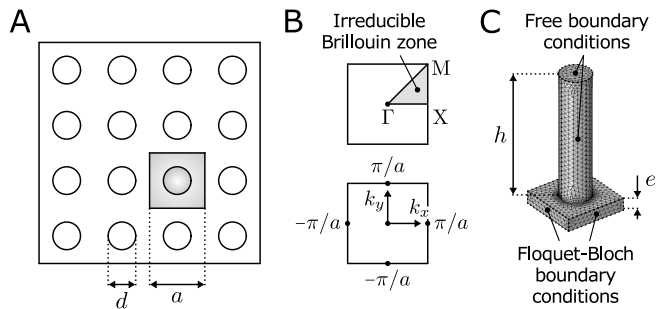 A
d
a
B
Irreducible
Brillouin zone
M
Γ
X
π/a
k_y
k_x
−π/a
π/a
−π/a
C
Free boundary
conditions
h
e
Floquet-Bloch
boundary
conditions